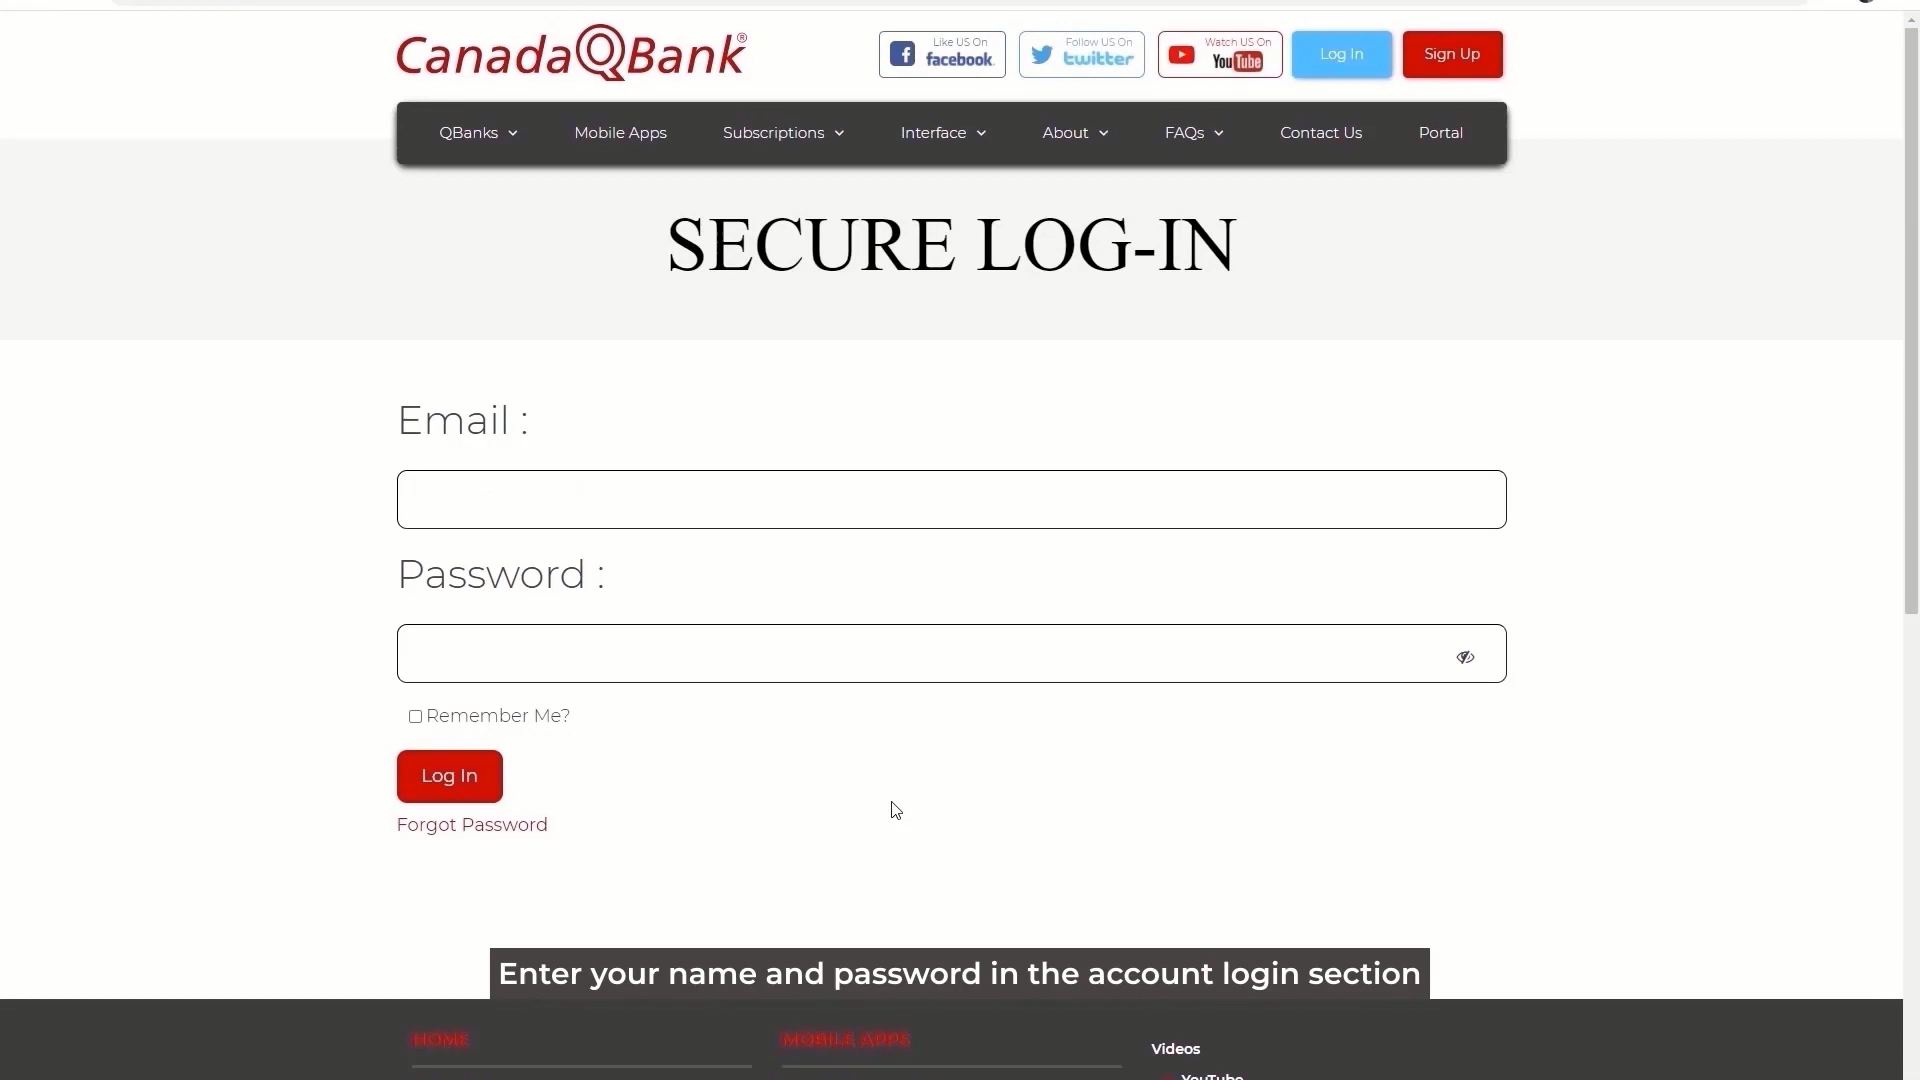 CanadaQBank®
Like US On
facebook.
Follow US On
twitter
Watch US On
YouTube
Log In
Sign Up
QBanks
Mobile Apps
Subscriptions
Interface
About
FAQs
Contact Us
Portal
SECURE LOG-IN
Email :
Password :
Remember Me?
Log In
Forgot Password
Enter your name and password in the account login section
HOME
MOBILE APPS
Videos
YouTube